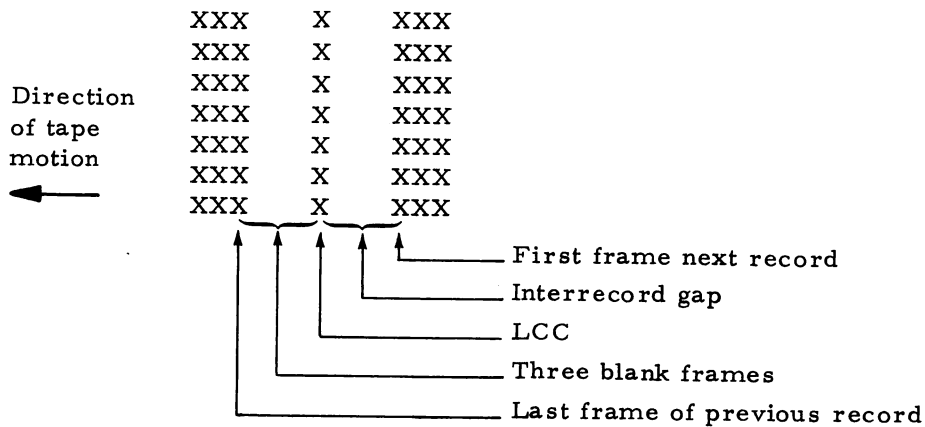 XXX X XXX
XXX X XXX
XXX X XXX
XXX X XXX
XXX X XXX
XXX X XXX
XXX X XXX
Direction
of tape
motion
First frame next record
Interrecord gap
LCC
Three blank frames
Last frame of previous record